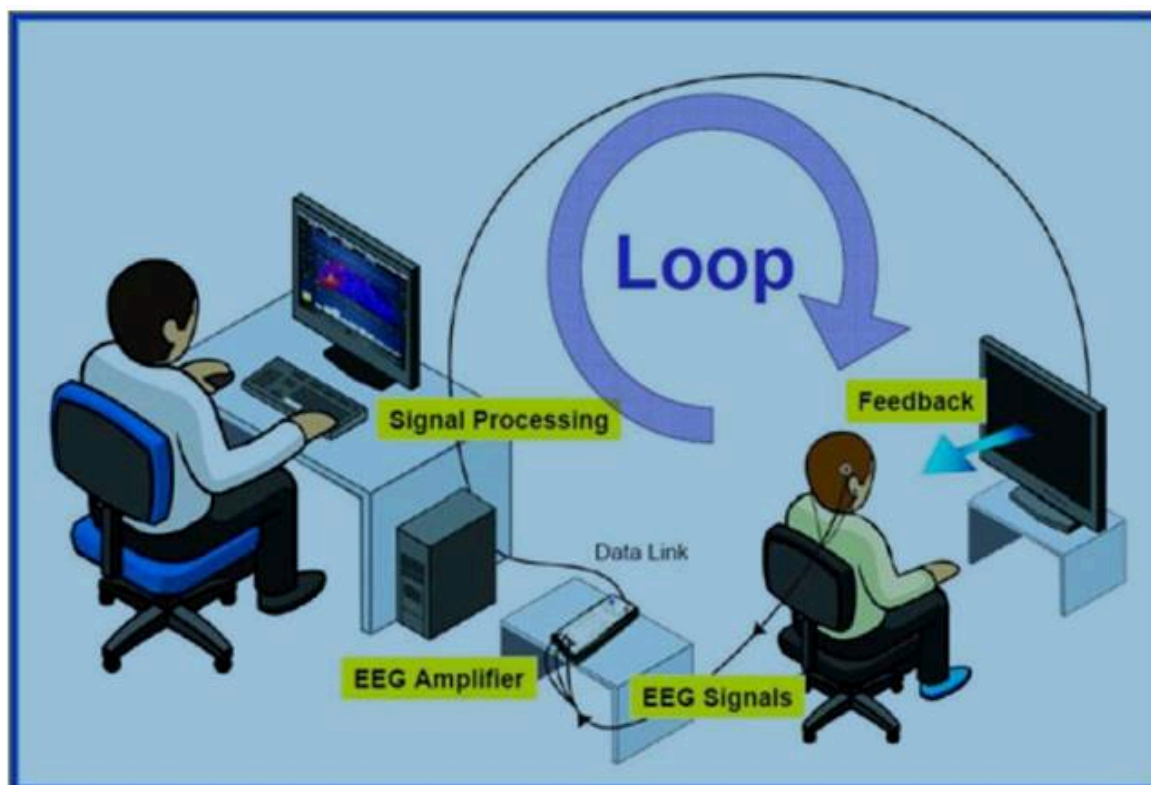 Loop
Feedback
Signal Processing
Data Link
EEG Amplifier
EEG Signals